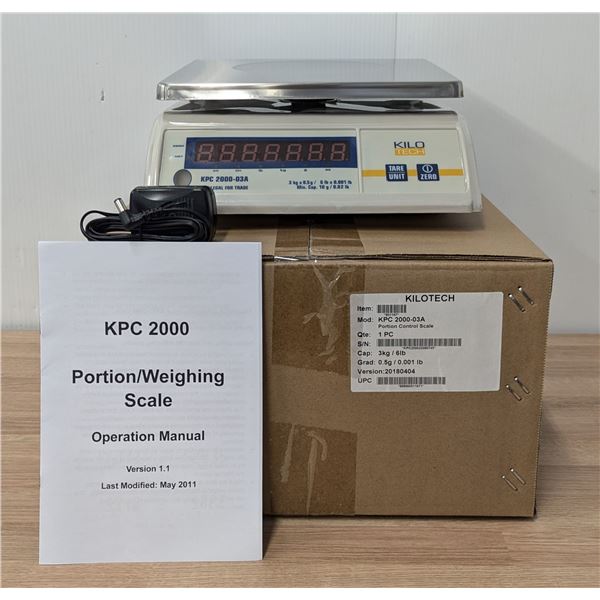 KILO
TECH
KPC 2000-03A
LEGAL FOR TRADE
3 kg x 0.5g / 6 lb x 0.001 lb
Min. Cap. 10 g / 0.02 lb
TARE
UNIT
ZERO
KILOTECH
Item:
Mod: KPC 2000-03A
Portion Control Scale
Qte: 1 PC
S/N:
Cap: 3kg / 6lb
Grad: 0.5g / 0.001 lb
Version:20180404
UPC
KPC 2000
Portion/Weighing
Scale
Operation Manual
Version 1.1
Last Modified: May 2011